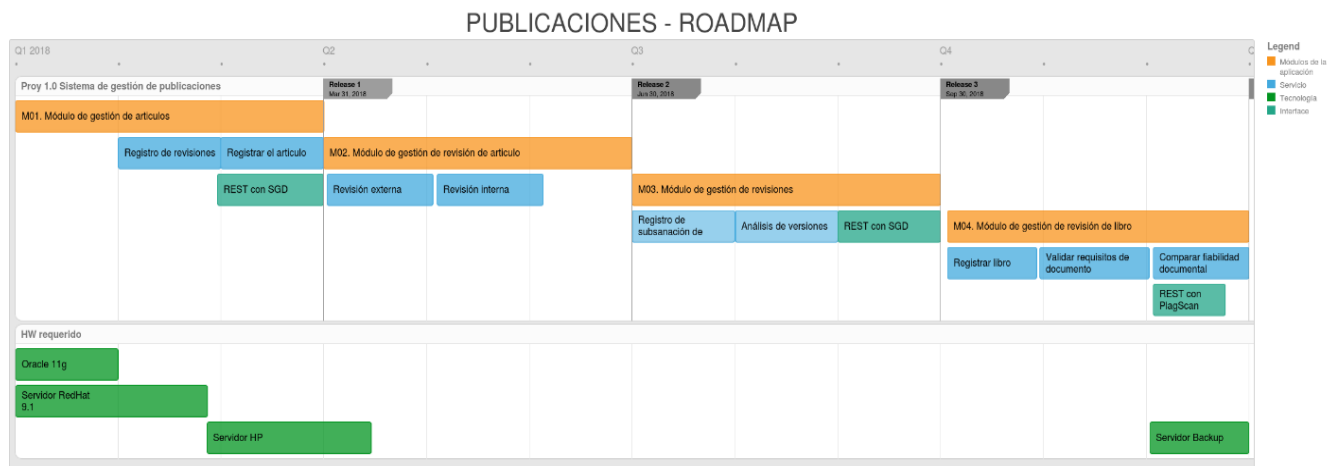 PUBLICACIONES - ROADMAP
Q1 2018
Q2
Q3
Q4
Legend
Módulos de la
aplicación
Servicio
Tecnología
Interface
Proy 1.0 Sistema de gestión de publicaciones
Release 1
Mar 31, 2018
Release 2
Jun 30, 2018
Release 3
Sep 30, 2018
M01. Módulo de gestión de articulos
Registro de revisiones
Registrar el articulo
M02. Módulo de gestión de revisión de articulo
REST con SGD
Revisión externa
Revisión interna
M03. Módulo de gestión de revisiones
Registro de
subsanación de
Análisis de versiones
REST con SGD
M04. Módulo de gestión de revisión de libro
Registrar libro
Validar requisitos de
documento
Comparar fiabilidad
documental
REST con
PlagScan
HW requerido
Oracle 11g
Servidor RedHat
9.1
Servidor HP
Servidor Backup